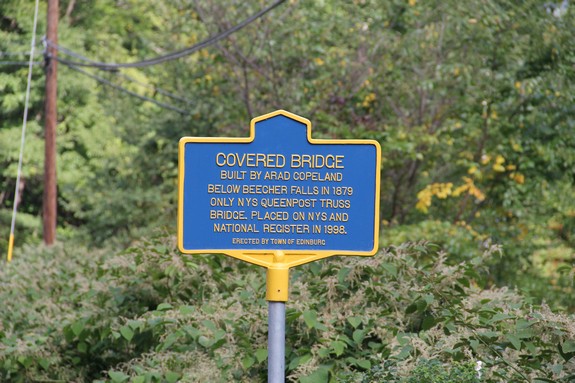 COVERED BRIDGE
BUILT BY ARAD COPELAND
BELOW BEECHER FALLS IN 1879
ONLY NYS QUEENPOST TRUSS
BRIDGE. PLACED ON NYS AND
NATIONAL REGISTER IN 1998.
ERECTED BY TOWN OF EDINBURG